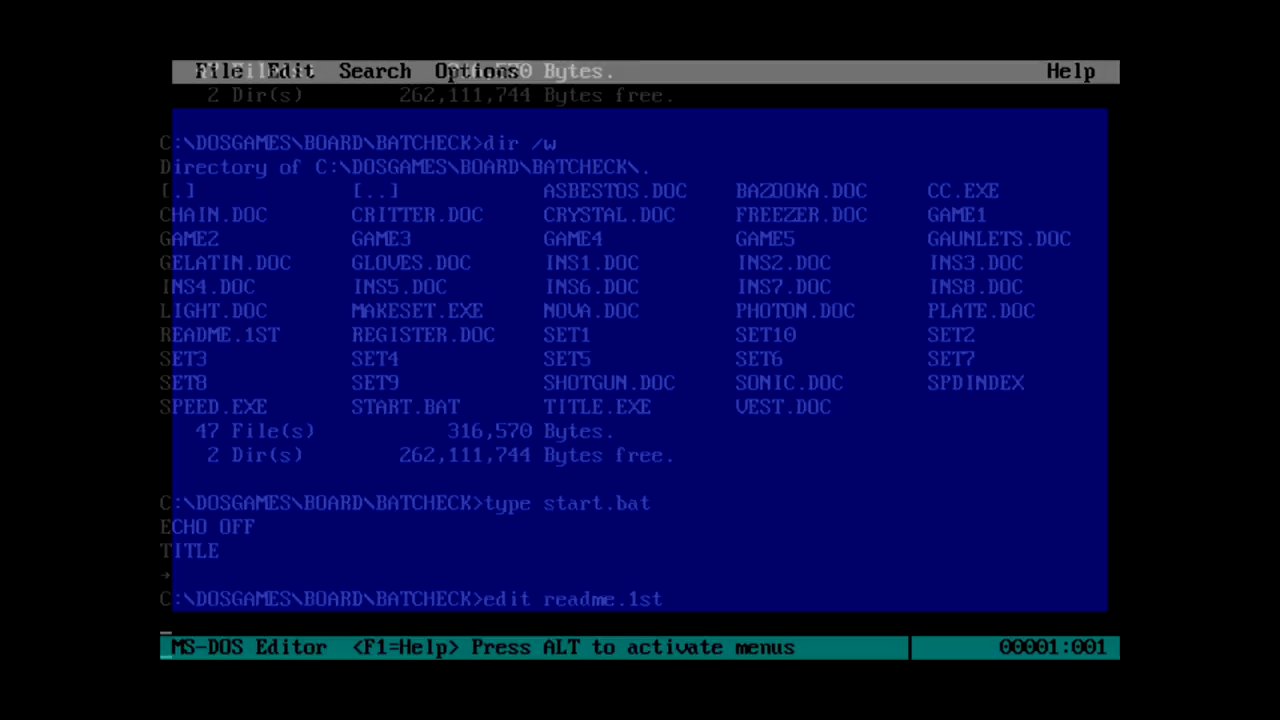 File Edit Search Options Help
47 File(s) 316,570 Bytes.
2 Dir(s) 262,111,744 Bytes free.
C:\DOSGAMES\BOARD\BATCHECK>dir /w
Directory of C:\DOSGAMES\BOARD\BATCHECK\.
[.] [..] ASBESTOS.DOC BAZOOKA.DOC CC.EXE
CHAIN.DOC CRITTER.DOC CRYSTAL.DOC FREEZER.DOC GAME1
GAME2 GAME3 GAME4 GAME5 GAUNLETS.DOC
GELATIN.DOC GLOVES.DOC INS1.DOC INS2.DOC INS3.DOC
INS4.DOC INS5.DOC INS6.DOC INS7.DOC INS8.DOC
LIGHT.DOC MAKESET.EXE NOVA.DOC PHOTON.DOC PLATE.DOC
README.1ST REGISTER.DOC SET1 SET10 SET2
SET3 SET4 SET5 SET6 SET7
SET8 SET9 SHOTGUN.DOC SONIC.DOC SPDINDEX
SPEED.EXE START.BAT TITLE.EXE VEST.DOC
47 File(s) 316,570 Bytes.
2 Dir(s) 262,111,744 Bytes free.
C:\DOSGAMES\BOARD\BATCHECK>type start.bat
ECHO OFF
TITLE
→
C:\DOSGAMES\BOARD\BATCHECK>edit readme.1st
MS-DOS Editor <F1=Help> Press ALT to activate menus 00001:001